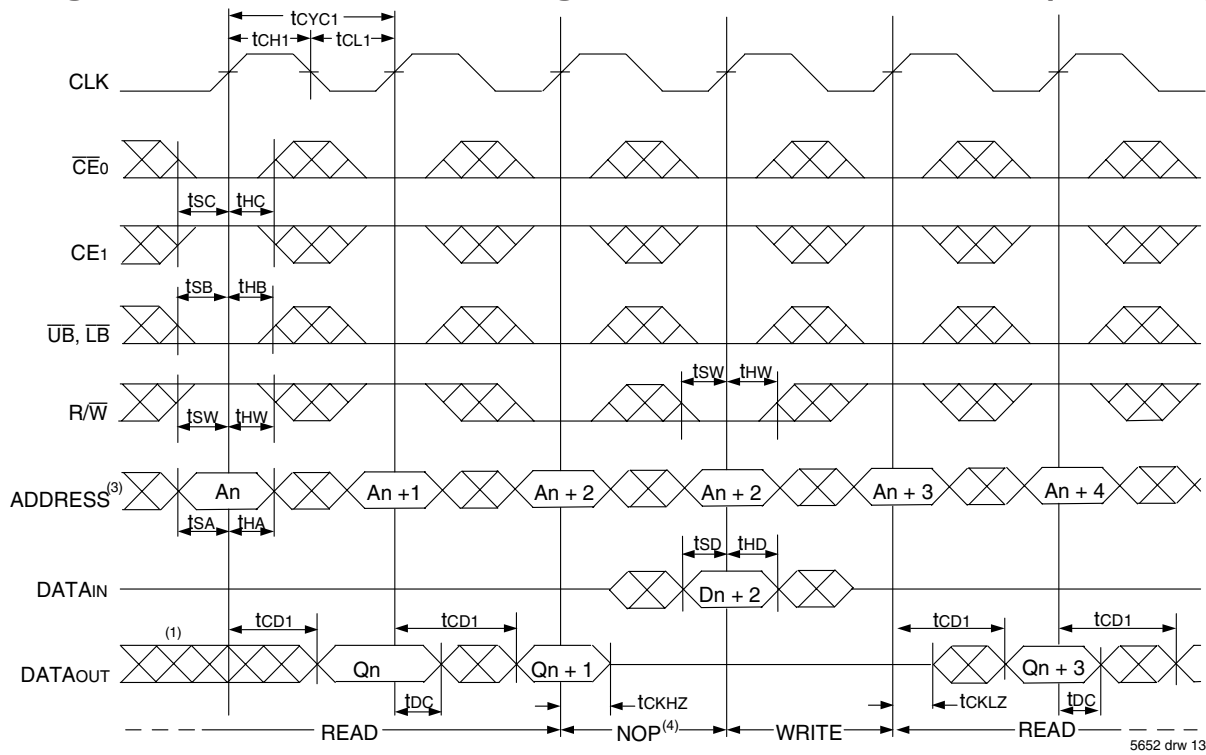 tCYC1
tCH1 tCL1
CLK
CE0
tSC tHC
CE1
tSB tHB
UB, LB
tSW tHW
R/W
tSW tHW
ADDRESS(3) An An +1 An + 2 An + 2 An + 3 An + 4
tSA tHA
tSD tHD
DATAIN Dn + 2
(1) tCD1 tCD1 tCD1 tCD1
DATAOUT Qn Qn + 1 Qn + 3
tDC tCKHZ tCKLZ tDC
READ NOP(4) WRITE READ
5652 drw 13